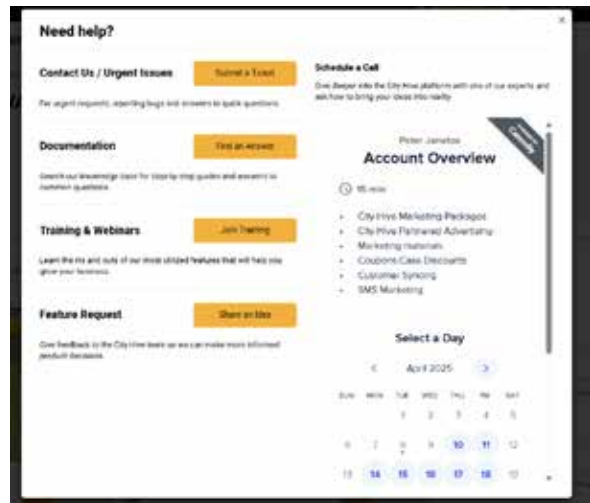 Need help?
Contact Us / Urgent Issues
Submit a Ticket
For urgent requests, reporting bugs and answers to quick questions.
Documentation
Find an Answer
Search our knowledge base for step-by-step guides and answers to
common questions.
Training & Webinars
Join Training
Learn the ins and outs of our most utilized features that will help you
grow your business.
Feature Request
Share an Idea
Give feedback to the City Hive team so we can make more informed
product decisions.
Schedule a Call
Dive deeper into the City Hive platform with one of our experts and
ask how to bring your ideas into reality
Peter
Account Overview
Calendly
15 min
City Hive Marketing Packages
City Hive Partnered Advertising
Marketing materials
Coupons/Case Discounts
Customer Syncing
SMS Marketing
Select a Day
< April 2025 >
SUN MON TUE WED THU FRI SAT
1 2 3 4 5
6 7 8 9 10 11 12
13 14 15 16 17 18 19